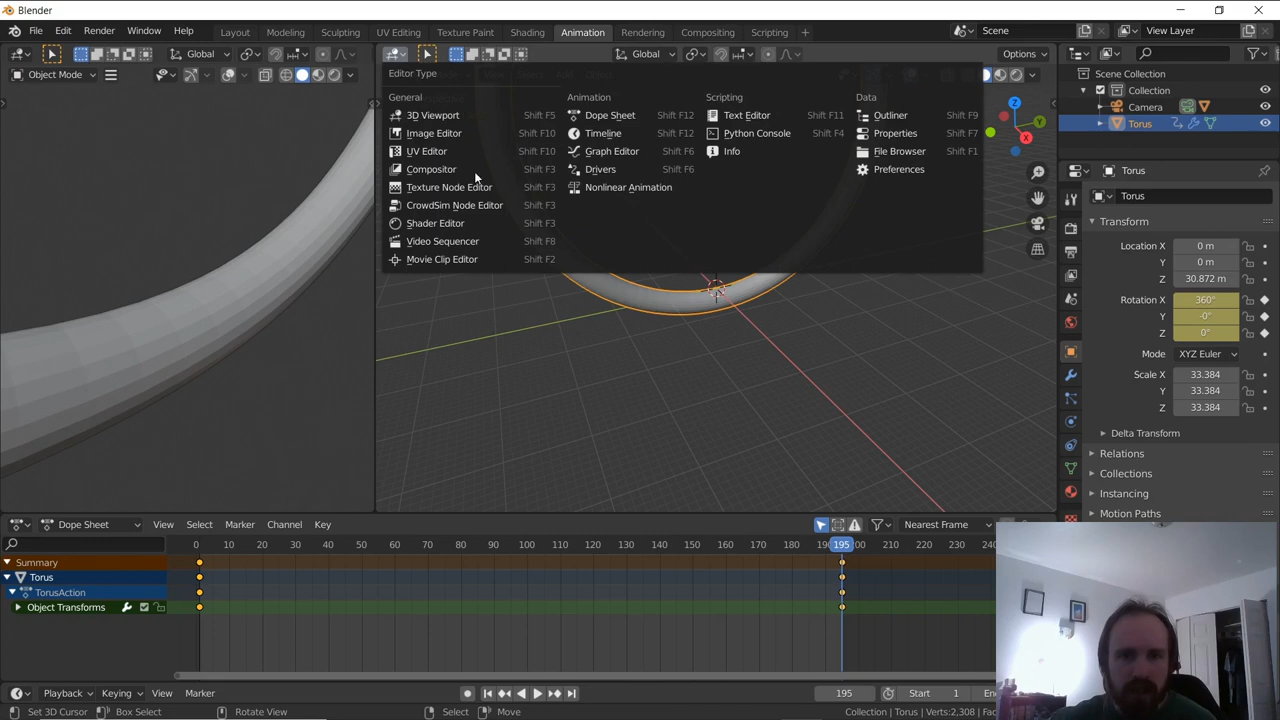 Blender
File Edit Render Window Help
Layout Modeling Sculpting UV Editing Texture Paint Shading Animation Rendering Compositing Scripting +
Scene
View Layer
Global
Global
Options
Object Mode
Editor Type
General
3D Viewport Shift F5
Image Editor Shift F10
UV Editor Shift F10
Compositor Shift F3
Texture Node Editor Shift F3
CrowdSim Node Editor Shift F3
Shader Editor Shift F3
Video Sequencer Shift F8
Movie Clip Editor Shift F2
Animation
Dope Sheet Shift F12
Timeline Shift F12
Graph Editor Shift F6
Drivers Shift F6
Nonlinear Animation
Scripting
Text Editor Shift F11
Python Console Shift F4
Info
Data
Outliner Shift F9
Properties Shift F7
File Browser Shift F1
Preferences
Z
Y
X
Scene Collection
Collection
Camera
Torus
Torus
Torus
Transform
Location X 0 m
Y 0 m
Z 30.872 m
Rotation X 360°
Y -0°
Z 0°
Mode XYZ Euler
Scale X 33.384
Y 33.384
Z 33.384
Delta Transform
Relations
Collections
Instancing
Motion Paths
Dope Sheet View Select Marker Channel Key
Nearest Frame
0 10 20 30 40 50 60 70 80 90 100 110 120 130 140 150 160 170 180 195 200 210 220 230
Summary
Torus
TorusAction
Object Transforms
Playback Keying View Marker
195 Start 1
Set 3D Cursor Box Select Rotate View Select Move
Collection | Torus | Verts:2,308 |